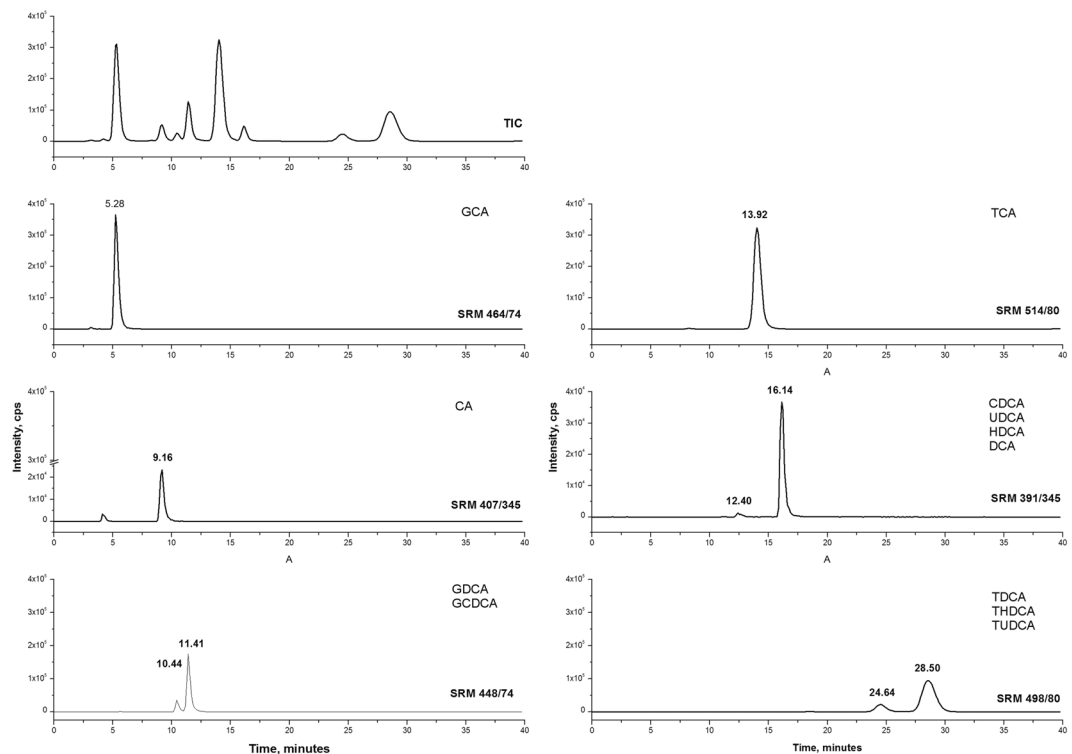 4x10⁵
3x10⁵
2x10⁵
1x10⁵
0
TIC
0 5 10 15 20 25 30 35 40
4x10⁵
3x10⁵
2x10⁵
1x10⁵
0
5.28
GCA
SRM 464/74
0 5 10 15 20 25 30 35 40
4x10⁵
3x10⁵
2x10⁵
1x10⁵
0
13.92
TCA
SRM 514/80
0 5 10 15 20 25 30 35 40
A
Intensity, cps
4x10⁵
3x10⁵
2x10⁴
1x10⁴
0
9.16
CA
SRM 407/345
0 5 10 15 20 25 30 35 40
A
Intensity, cps
4x10⁴
3x10⁴
2x10⁴
1x10⁴
0
12.40
16.14
CDCA
UDCA
HDCA
DCA
SRM 391/345
0 5 10 15 20 25 30 35 40
A
4x10⁵
3x10⁵
2x10⁵
1x10⁵
0
10.44
11.41
GDCA
GCDCA
SRM 448/74
0 5 10 15 20 25 30 35 40
Time, minutes
4x10⁵
3x10⁵
2x10⁵
1x10⁵
0
24.64
28.50
TDCA
THDCA
TUDCA
SRM 498/80
0 5 10 15 20 25 30 35 40
Time, minutes